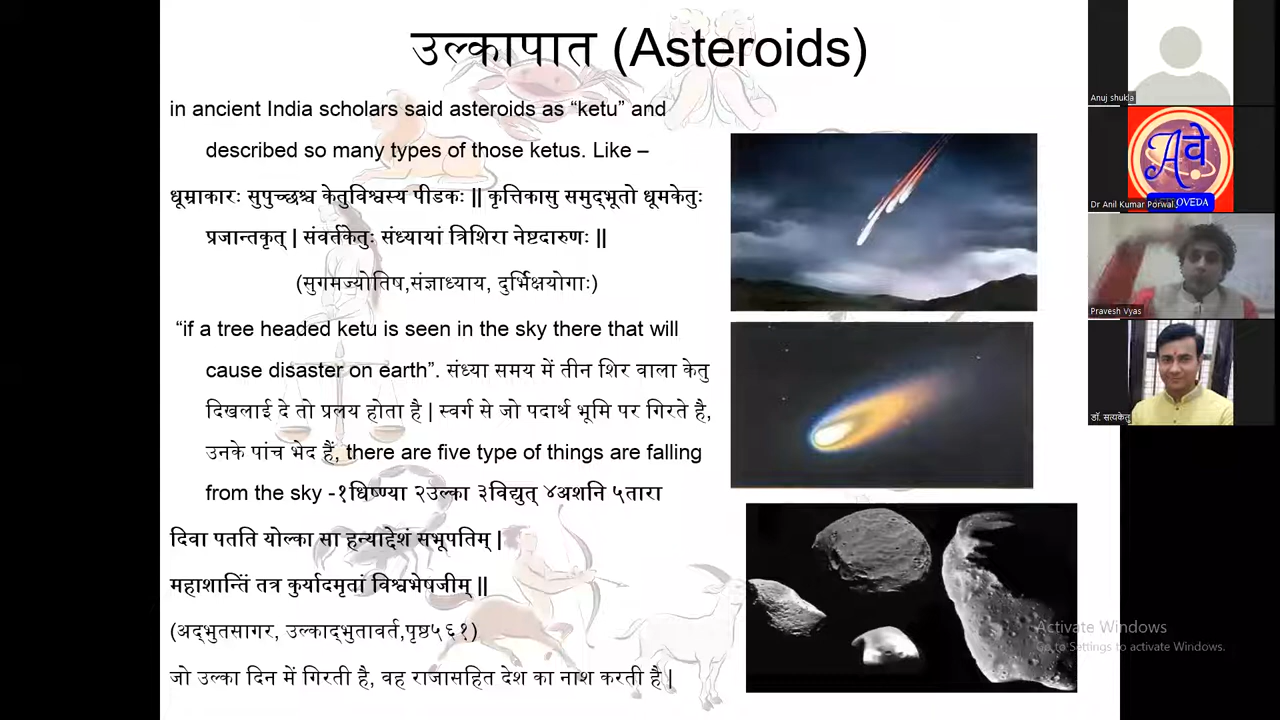 उल्कापात (Asteroids)
in ancient India scholars said asteroids as “ketu” and
described so many types of those ketus. Like –
धूम्राकारः सुपुच्छश्च केतुविश्वस्य पीडकः || कृत्तिकासु समुद्भूतो धूमकेतुः
प्रजान्तकृत् | संवर्तकेतुः संध्यायां त्रिशिरा नेष्टदारुणः ||
(सुगमज्योतिष,संज्ञाध्याय, दुर्भिक्षयोगाः)
“if a tree headed ketu is seen in the sky there that will
cause disaster on earth”. संध्या समय में तीन शिर वाला केतु
दिखलाई दे तो प्रलय होता है | स्वर्ग से जो पदार्थ भूमि पर गिरते है,
उनके पांच भेद हैं, there are five type of things are falling
from the sky -१धिष्ण्या २उल्का ३विद्युत् ४अशनि ५तारा
दिवा पतति योल्का सा हन्याद्देशं सभूपतिम् |
महाशान्तिं तत्र कुर्यादमृतां विश्वभेषजीम् ||
(अद्भुतसागर, उल्काद्भुतावर्त,पृष्ठ५६१)
जो उल्का दिन में गिरती है, वह राजासहित देश का नाश करती है |
Anuj shukla
वे
OVEDA
Dr Anil Kumar Porwal
Pravesh Vyas
डॉ. सत्यकेतु
Activate Windows
Go to Settings to activate Windows.